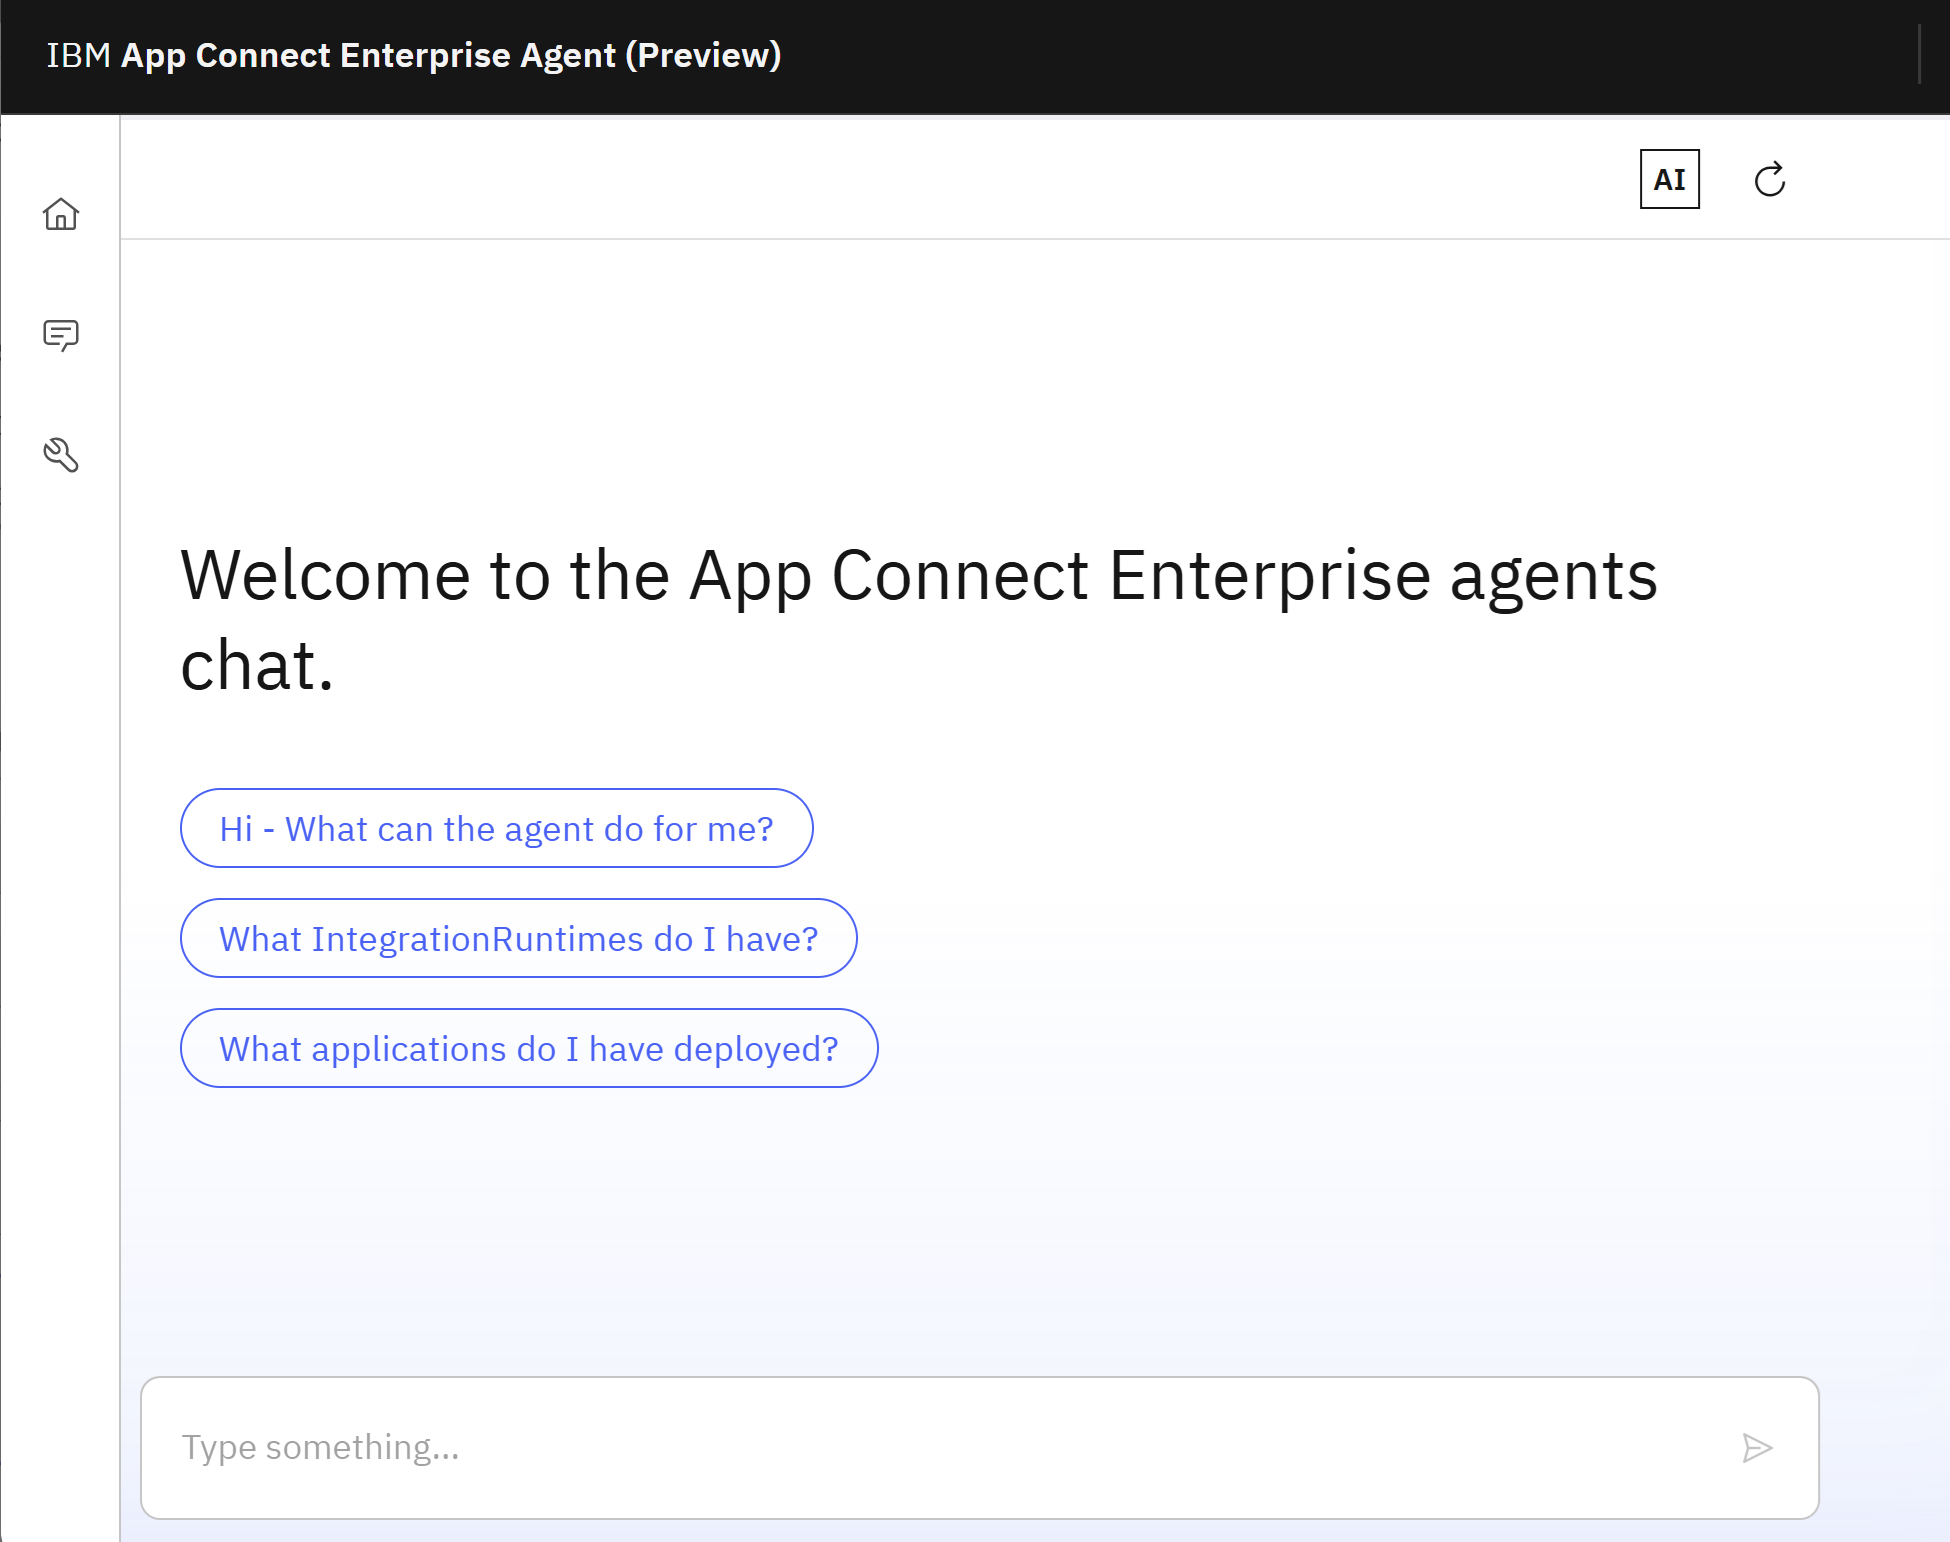 IBM App Connect Enterprise Agent (Preview)
AI
Welcome to the App Connect Enterprise agents
chat.
Hi - What can the agent do for me?
What IntegrationRuntimes do I have?
What applications do I have deployed?
Type something...